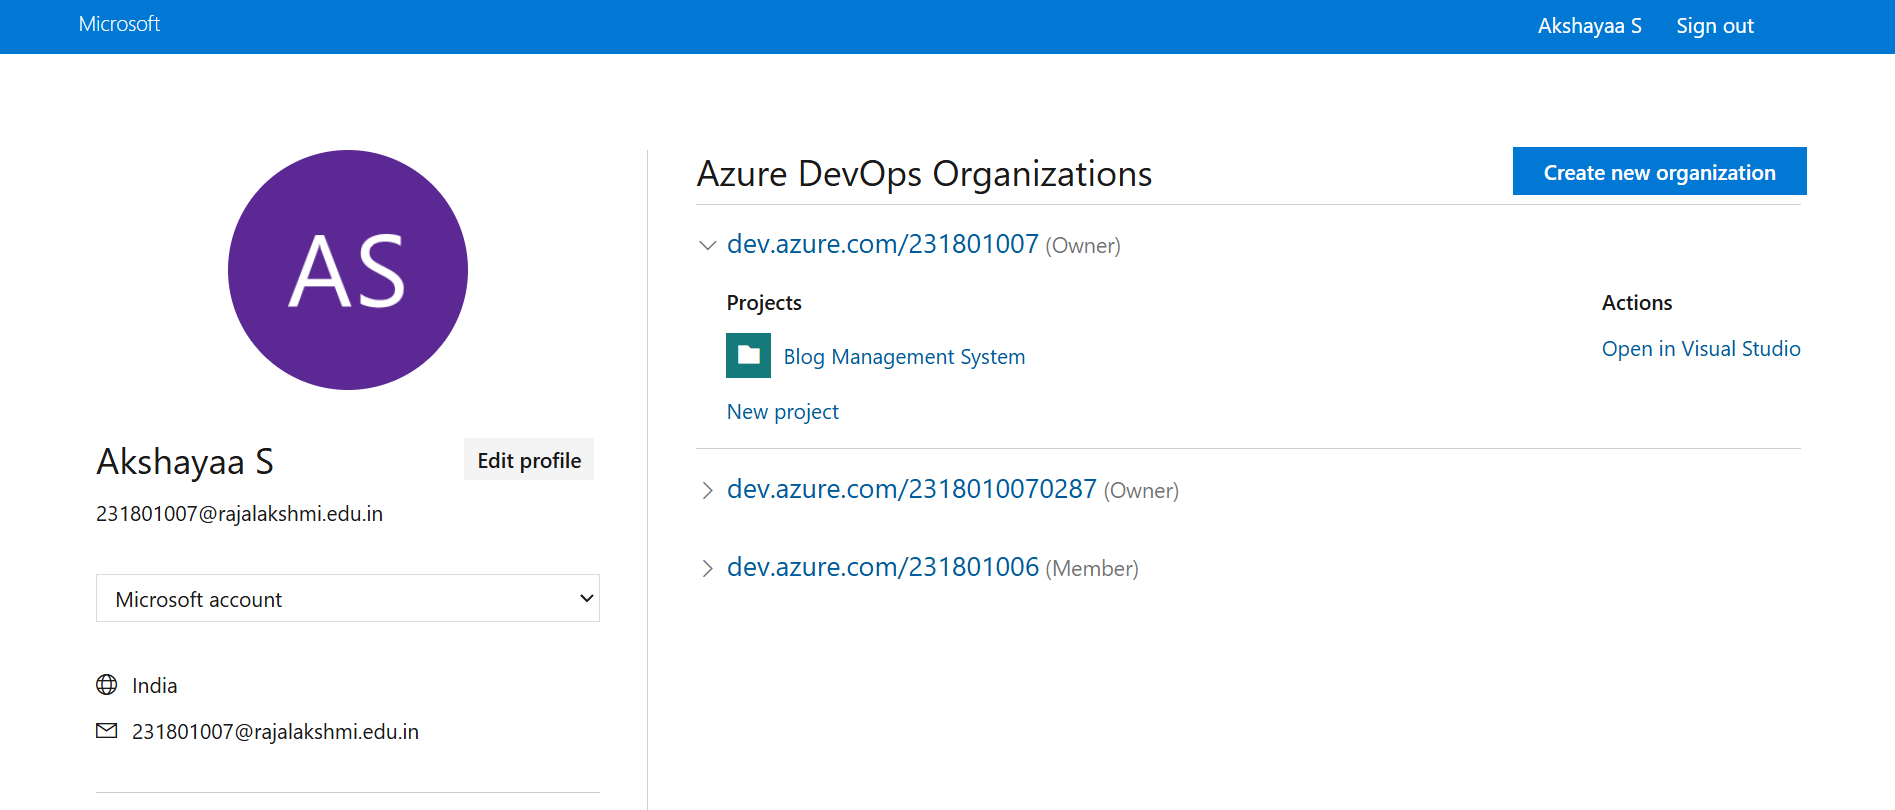 Microsoft
Akshayaa S Sign out
AS
Akshayaa S
Edit profile
231801007@rajalakshmi.edu.in
Microsoft account
India
231801007@rajalakshmi.edu.in
Azure DevOps Organizations
Create new organization
dev.azure.com/231801007 (Owner)
Projects
Actions
Blog Management System
Open in Visual Studio
New project
dev.azure.com/2318010070287 (Owner)
dev.azure.com/231801006 (Member)